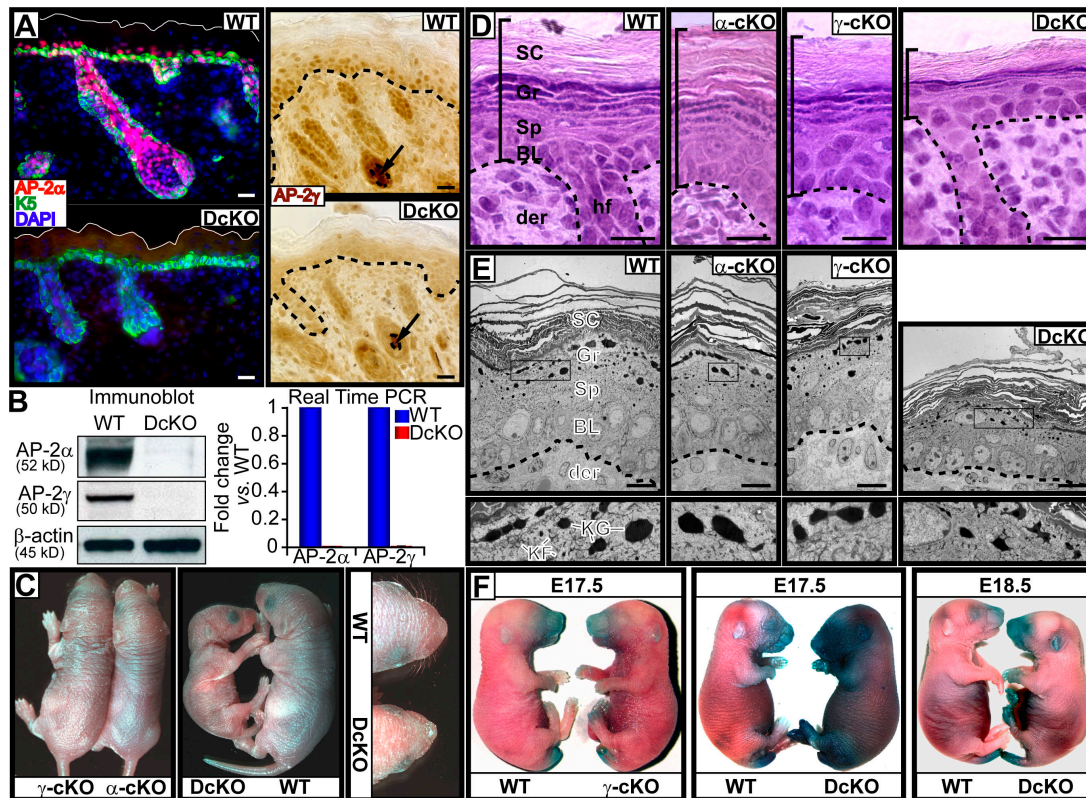 A
WT
AP-2α
K5
DAPI
DcKO
WT
AP-2γ
DcKO
B
Immunoblot
WT DcKO
AP-2α
(52 kD)
AP-2γ
(50 kD)
β-actin
(45 kD)
Real Time PCR
WT
DcKO
Fold change
vs. WT
1
0.8
0.6
0.4
0.2
0
AP-2α AP-2γ
C
γ-cKO α-cKO
DcKO WT
WT
DcKO
D
WT
SC
Gr
Sp
BL
der
hf
α-cKO
γ-cKO
DcKO
E
WT
SC
Gr
Sp
BL
der
KG
KF
α-cKO
γ-cKO
DcKO
F
E17.5
WT γ-cKO
E17.5
WT DcKO
E18.5
WT DcKO